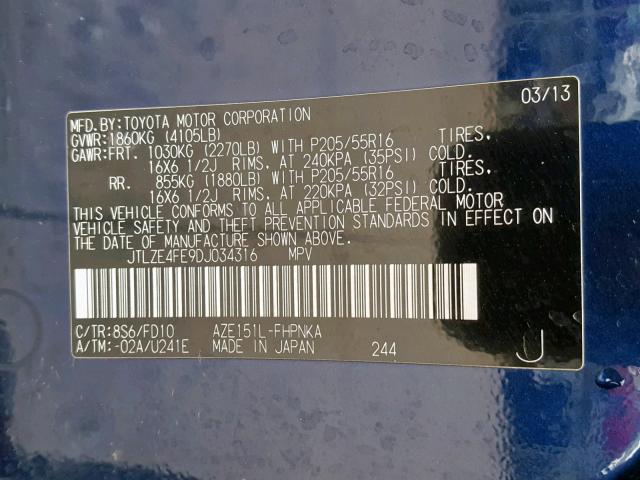 03/13
MFD.BY:TOYOTA MOTOR CORPORATION
GVWR:1860KG (4105LB)
GAWR:FRT. 1030KG (2270LB) WITH P205/55R16 TIRES,
16X6 1/2J RIMS, AT 240KPA (35PSI) COLD.
RR. 855KG (1880LB) WITH P205/55R16 TIRES,
16X6 1/2J RIMS, AT 220KPA (32PSI) COLD.
THIS VEHICLE CONFORMS TO ALL APPLICABLE FEDERAL MOTOR
VEHICLE SAFETY AND THEFT PREVENTION STANDARDS IN EFFECT ON
THE DATE OF MANUFACTURE SHOWN ABOVE.
JTLZE4FE9DJ034316 MPV
C/TR:8S6/FD10 AZE151L-FHPNKA
A/TM:-02A/U241E MADE IN JAPAN 244 J